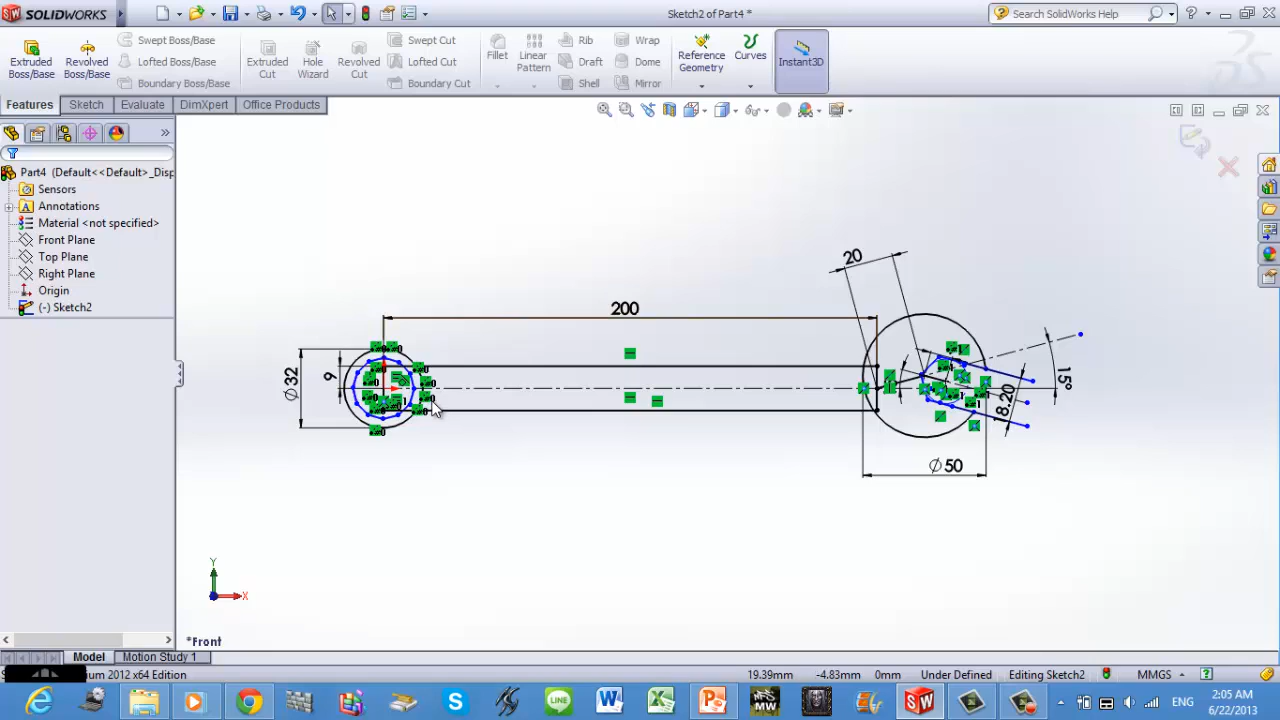 SW SOLIDWORKS
Sketch2 of Part4 *
Search SolidWorks Help
Extruded Boss/Base
Revolved Boss/Base
Swept Boss/Base
Lofted Boss/Base
Boundary Boss/Base
Extruded Cut
Hole Wizard
Revolved Cut
Swept Cut
Lofted Cut
Boundary Cut
Fillet
Linear Pattern
Rib
Draft
Shell
Wrap
Dome
Mirror
Reference Geometry
Curves
Instant3D
Features
Sketch
Evaluate
DimXpert
Office Products
Part4 (Default<<Default>_Disp
Sensors
Annotations
Material <not specified>
Front Plane
Top Plane
Right Plane
Origin
(-) Sketch2
20
200
∅32
9
15°
18.20
∅50
Y
X
*Front
Model
Motion Study 1
ium 2012 x64 Edition
19.39mm
-4.83mm
0mm
Under Defined
Editing Sketch2
MMGS
ENG
2:05 AM
6/22/2013